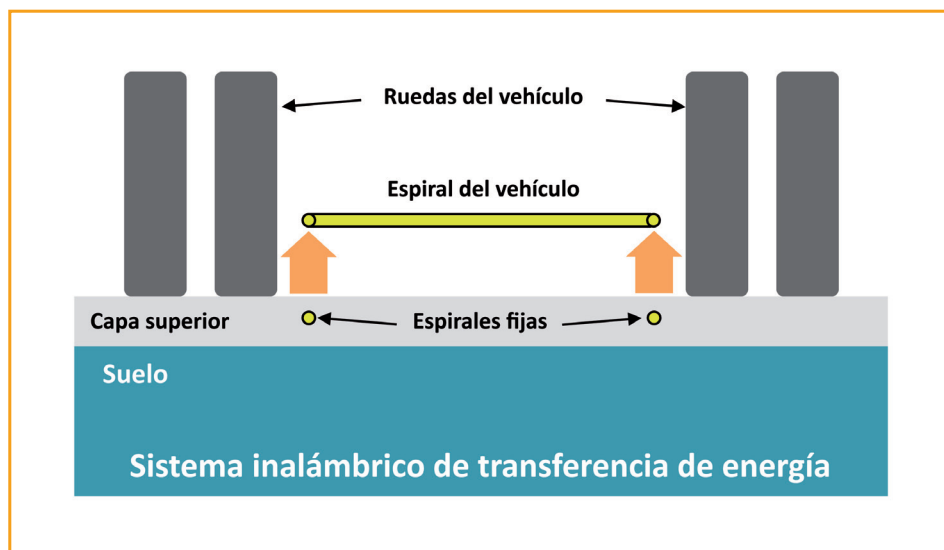 Ruedas del vehículo
Espiral del vehículo
Capa superior
Espirales fijas
Suelo
Sistema inalámbrico de transferencia de energía